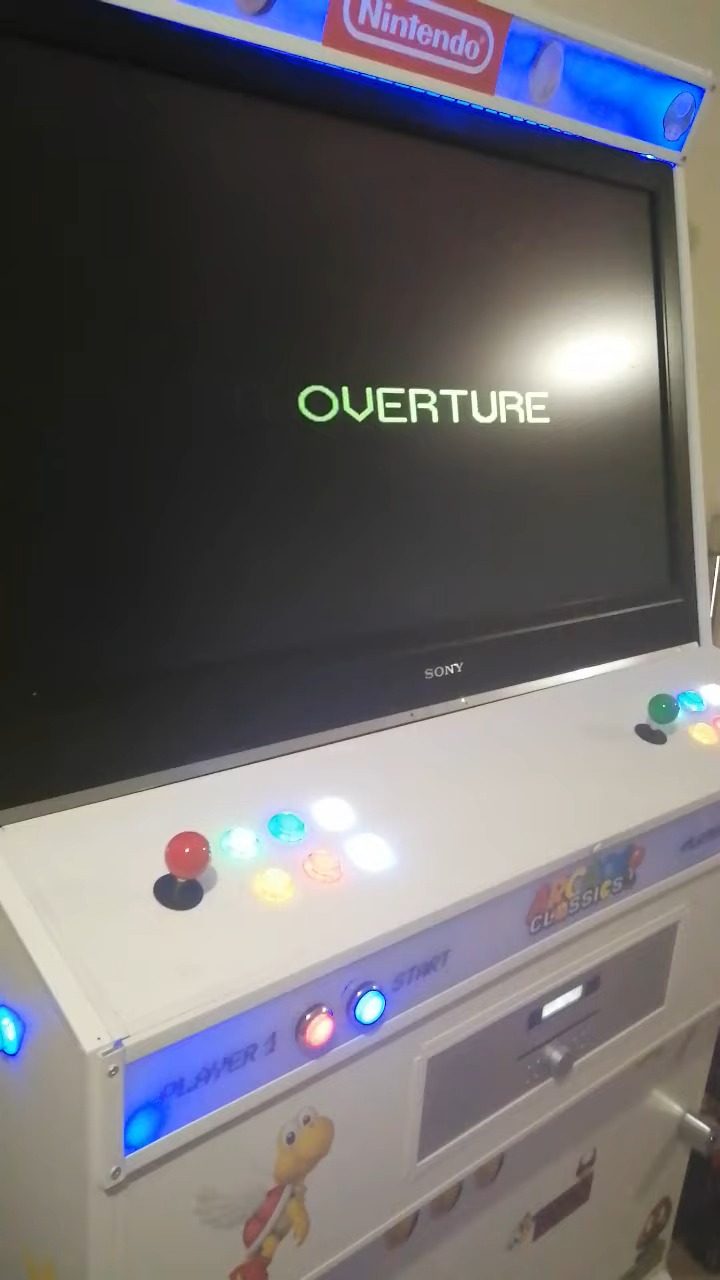 Nintendo
OVERTURE
SONY
ARCADE
CLASSICS
PLAYER 1
START